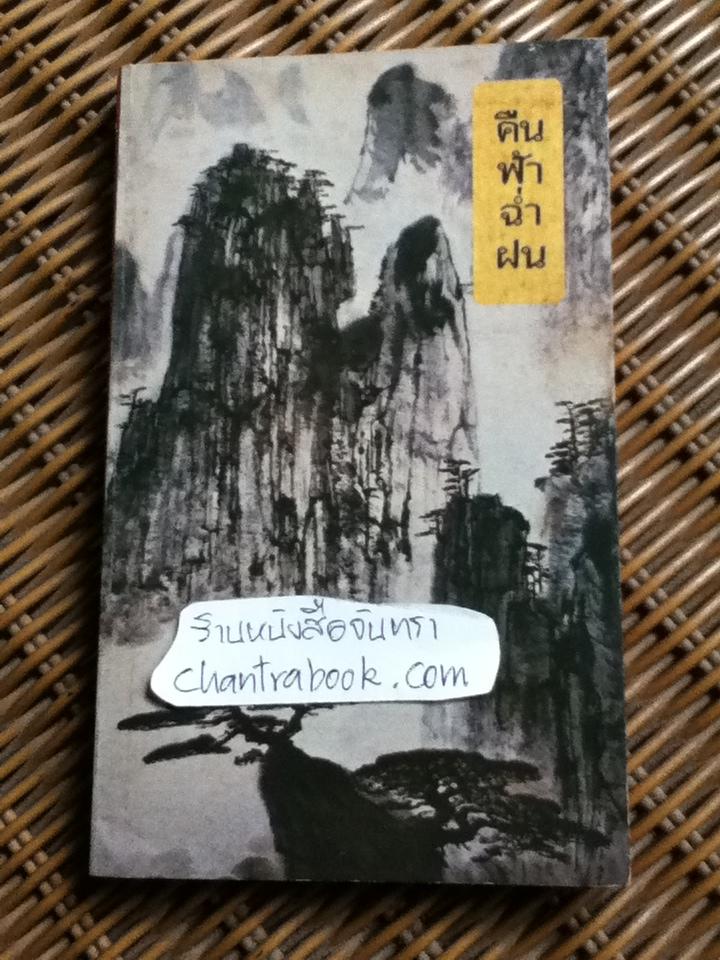 คืน
ฟ้า
ฉ่ำ
ฝน
ร้านหนังสือจันทรา
chantrabook.com